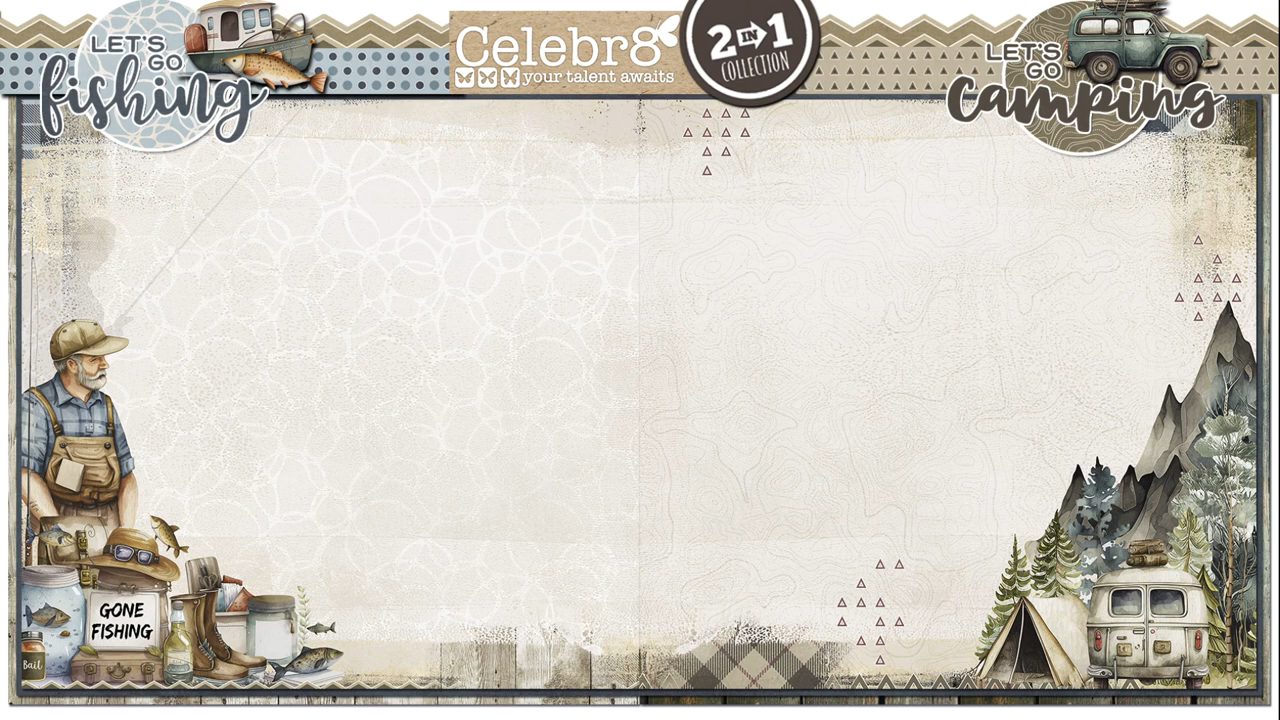 LET'S
GO
fishing
Celebr8
your talent awaits
2 IN 1
COLLECTION
LET'S
GO
camping
GONE
FISHING
Bait